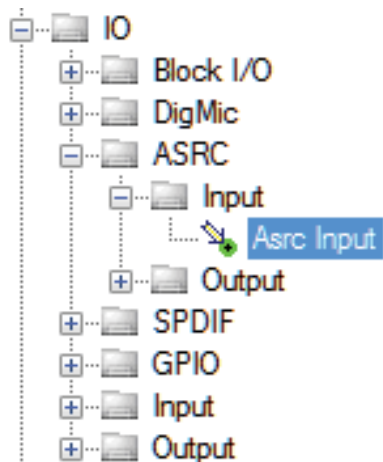 IO
Block I/O
DigMic
ASRC
Input
Asrc Input
Output
SPDIF
GPIO
Input
Output